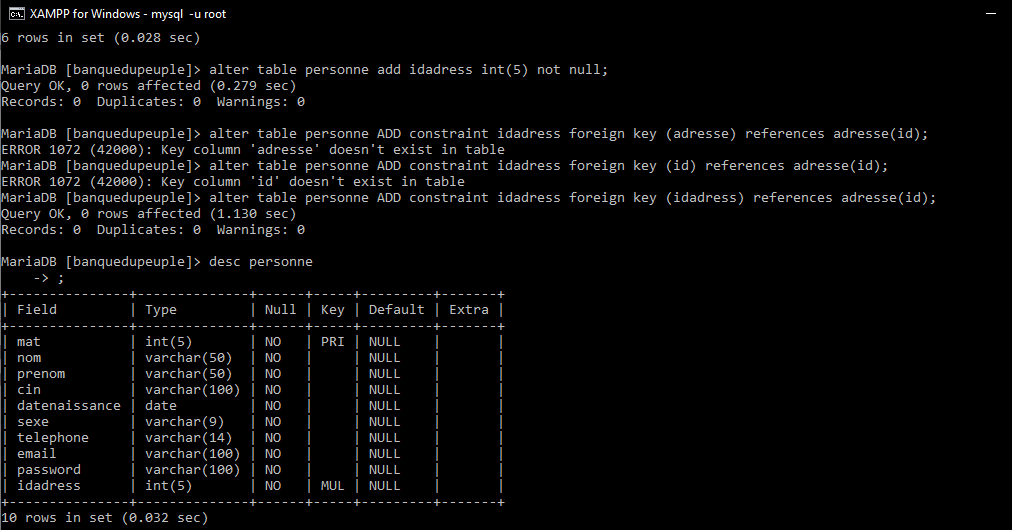 XAMPP for Windows - mysql  -u root
6 rows in set (0.028 sec)
MariaDB [banquedupeuple]> alter table personne add idadress int(5) not null;
Query OK, 0 rows affected (0.279 sec)
Records: 0  Duplicates: 0  Warnings: 0
MariaDB [banquedupeuple]> alter table personne ADD constraint idadress foreign key (adresse) references adresse(id);
ERROR 1072 (42000): Key column 'adresse' doesn't exist in table
MariaDB [banquedupeuple]> alter table personne ADD constraint idadress foreign key (id) references adresse(id);
ERROR 1072 (42000): Key column 'id' doesn't exist in table
MariaDB [banquedupeuple]> alter table personne ADD constraint idadress foreign key (idadress) references adresse(id);
Query OK, 0 rows affected (1.130 sec)
Records: 0  Duplicates: 0  Warnings: 0
MariaDB [banquedupeuple]> desc personne
    -> ;
+---------------+--------------+------+-----+---------+-------+
| Field         | Type         | Null | Key | Default | Extra |
+---------------+--------------+------+-----+---------+-------+
| mat           | int(5)       | NO   | PRI | NULL    |       |
| nom           | varchar(50)  | NO   |     | NULL    |       |
| prenom        | varchar(50)  | NO   |     | NULL    |       |
| cin           | varchar(100) | NO   |     | NULL    |       |
| datenaissance | date         | NO   |     | NULL    |       |
| sexe          | varchar(9)   | NO   |     | NULL    |       |
| telephone     | varchar(14)  | NO   |     | NULL    |       |
| email         | varchar(100) | NO   |     | NULL    |       |
| password      | varchar(100) | NO   |     | NULL    |       |
| idadress      | int(5)       | NO   | MUL | NULL    |       |
+---------------+--------------+------+-----+---------+-------+
10 rows in set (0.032 sec)